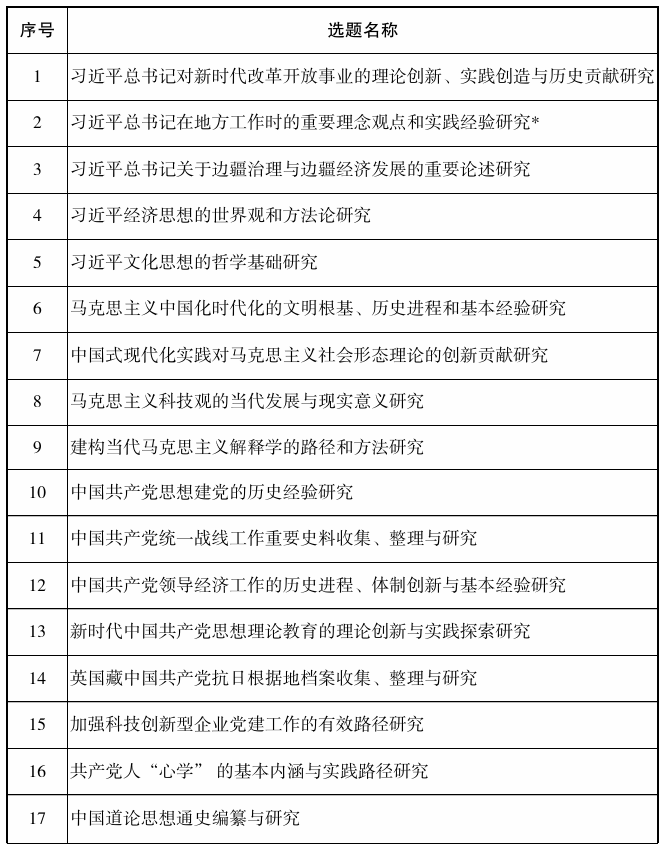 序号 选题名称
1 习近平总书记对新时代改革开放事业的理论创新、实践创造与历史贡献研究
2 习近平总书记在地方工作时的重要理念观点和实践经验研究*
3 习近平总书记关于边疆治理与边疆经济发展的重要论述研究
4 习近平经济思想的世界观和方法论研究
5 习近平文化思想的哲学基础研究
6 马克思主义中国化时代化的文明根基、历史进程和基本经验研究
7 中国式现代化实践对马克思主义社会形态理论的创新贡献研究
8 马克思主义科技观的当代发展与现实意义研究
9 建构当代马克思主义解释学的路径和方法研究
10 中国共产党思想建党的历史经验研究
11 中国共产党统一战线工作重要史料收集、整理与研究
12 中国共产党领导经济工作的历史进程、体制创新与基本经验研究
13 新时代中国共产党思想理论教育的理论创新与实践探索研究
14 英国藏中国共产党抗日根据地档案收集、整理与研究
15 加强科技创新型企业党建工作的有效路径研究
16 共产党人“心学”的基本内涵与实践路径研究
17 中国道论思想通史编纂与研究